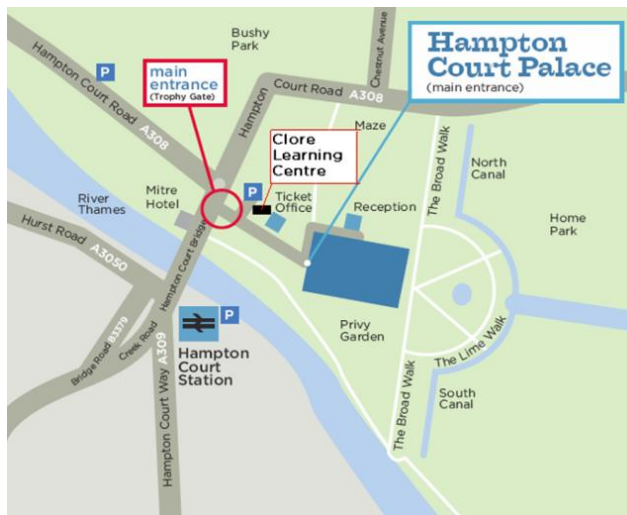 Bushy
Park
Chestnut Avenue
Hampton
Court Palace
(main entrance)
P
main
entrance
(Trophy Gate)
Hampton Court Road A308
Hampton
Court Road A308
Maze
Clore
Learning
Centre
The Broad Walk
North
Canal
River
Thames
Mitre
Hotel
P
Ticket
Office
Reception
Home
Park
Hurst Road A3050
Hampton Court Bridge
Privy
Garden
P
Hampton
Court
Station
Bridge Road B3379
Creek Road
Hampton Court Way A309
The Lime Walk
South
Canal
The Broad Walk